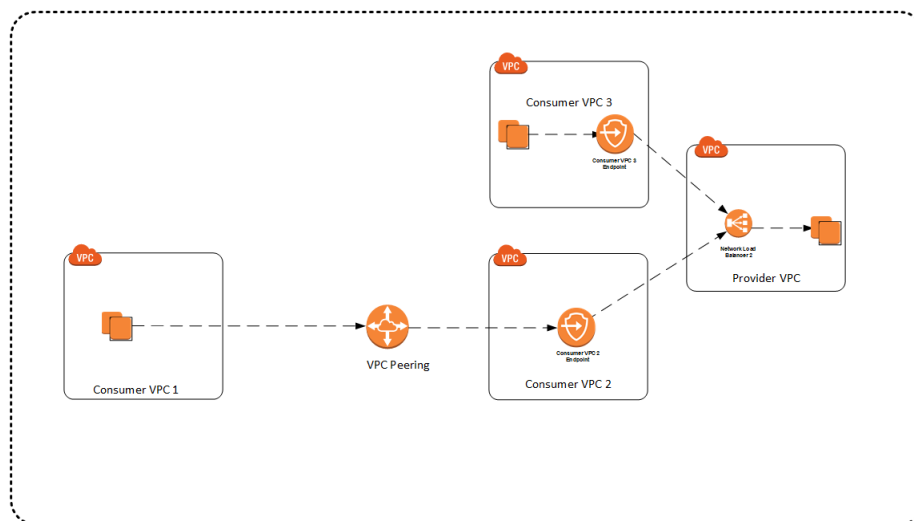 VPC
Consumer VPC 3
Consumer VPC 3
Endpoint
VPC
Network Load
Balancer 2
Provider VPC
VPC
Consumer VPC 1
VPC Peering
VPC
Consumer VPC 2
Endpoint
Consumer VPC 2